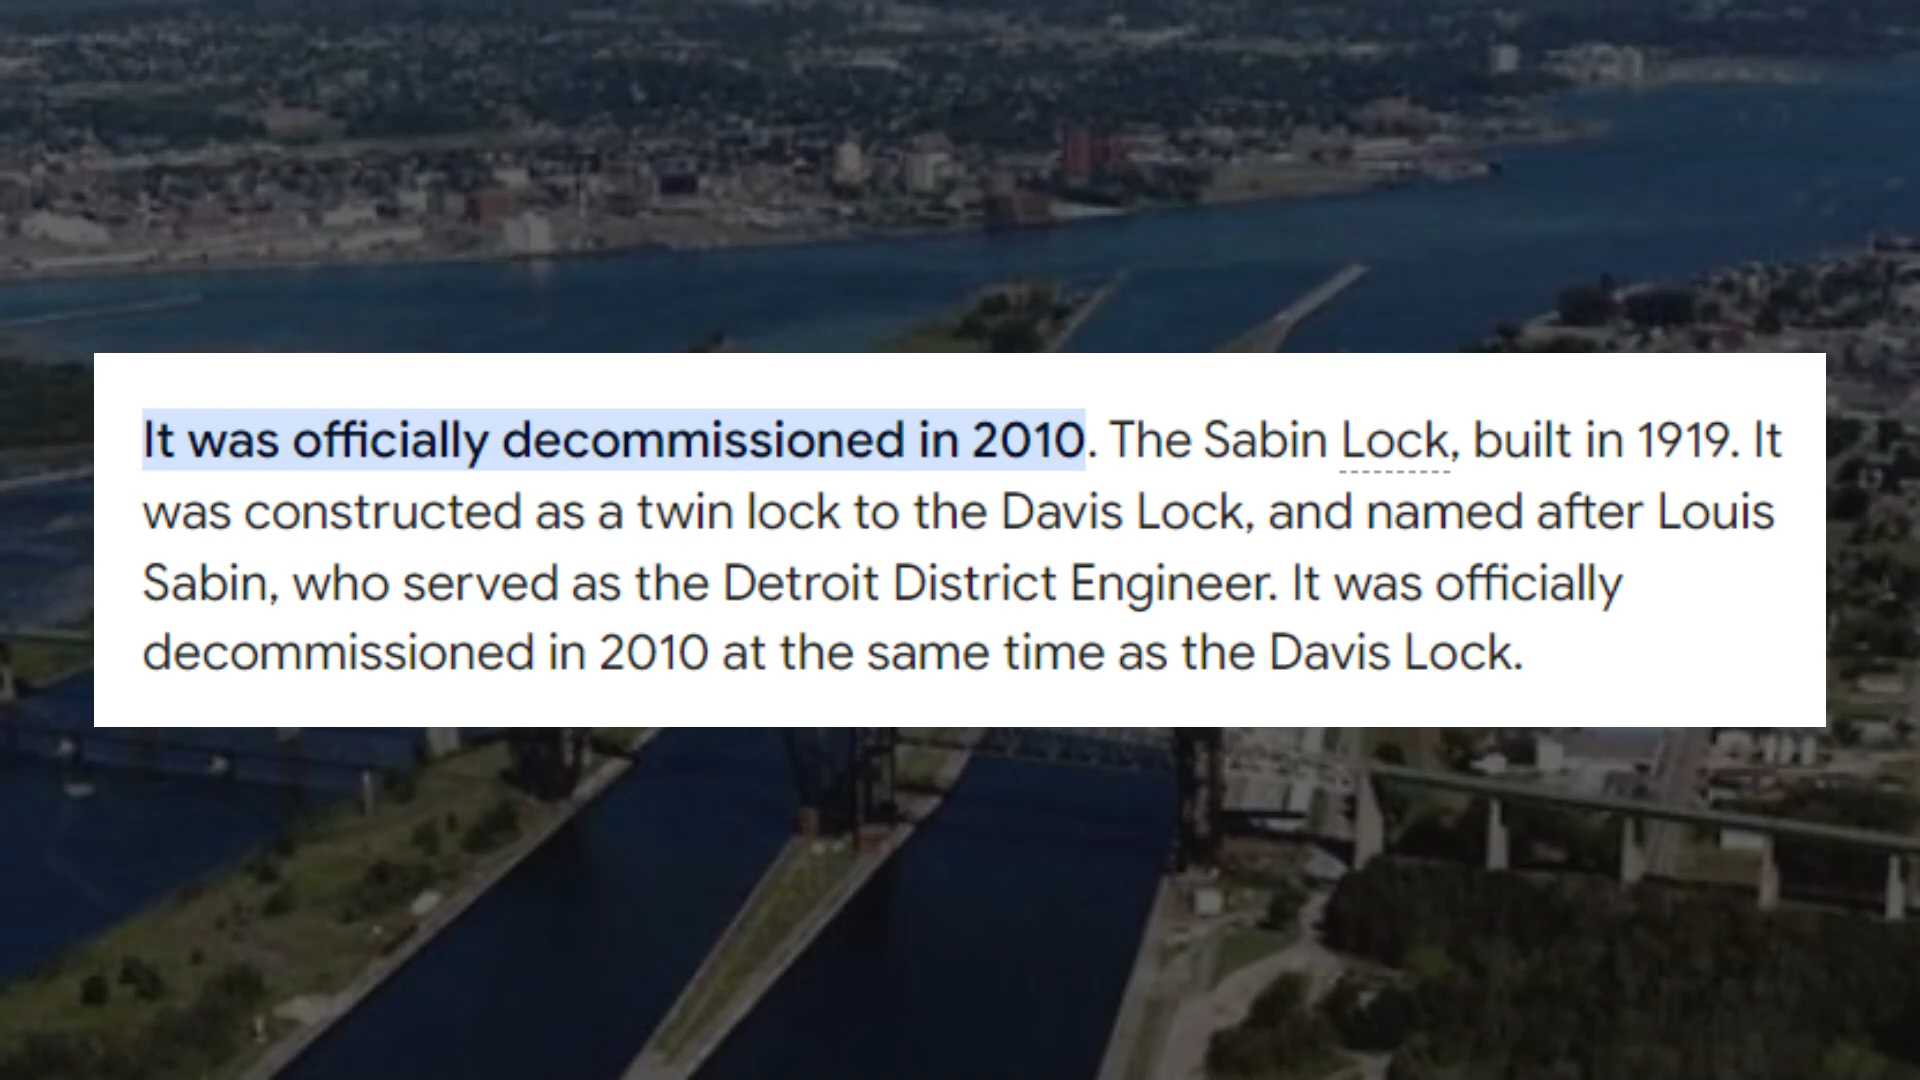 It was officially decommissioned in 2010. The Sabin Lock, built in 1919. It
was constructed as a twin lock to the Davis Lock, and named after Louis
Sabin, who served as the Detroit District Engineer. It was officially
decommissioned in 2010 at the same time as the Davis Lock.